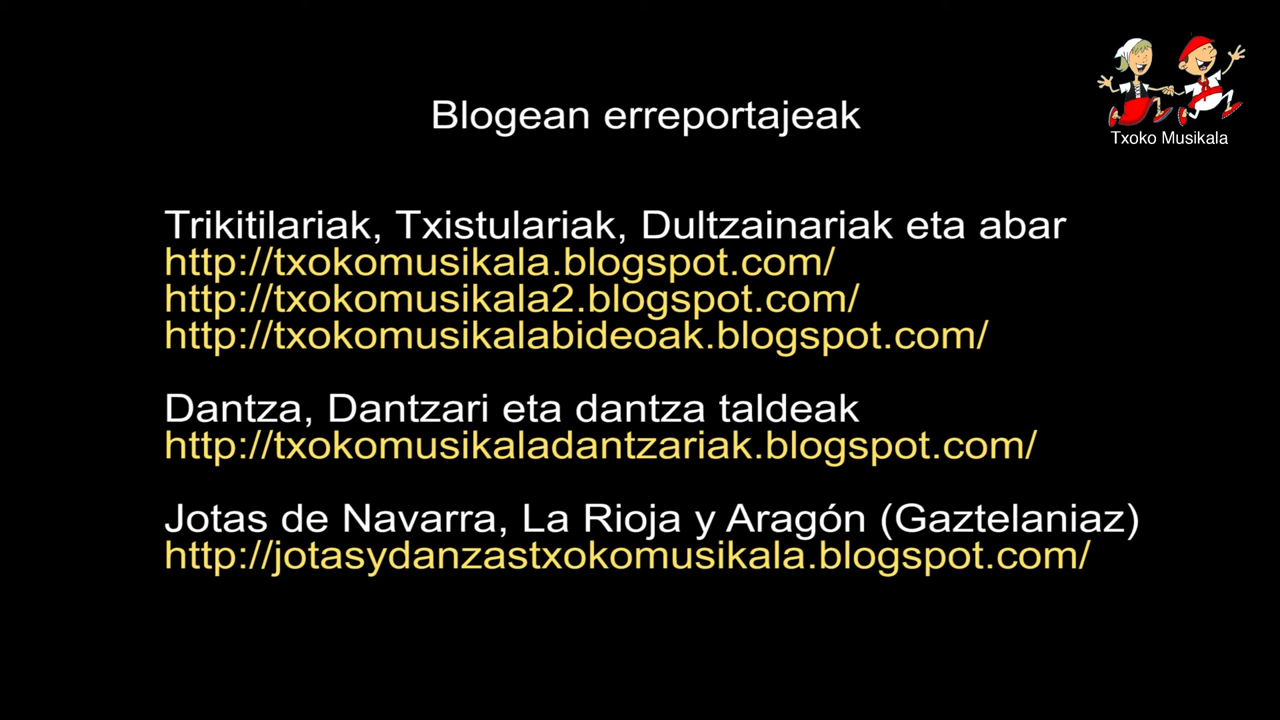 Txoko Musikala
Blogean erreportajeak
Trikitilariak, Txistulariak, Dultzainariak eta abar
http://txokomusikala.blogspot.com/
http://txokomusikala2.blogspot.com/
http://txokomusikalabideoak.blogspot.com/
Dantza, Dantzari eta dantza taldeak
http://txokomusikaladantzariak.blogspot.com/
Jotas de Navarra, La Rioja y Aragón (Gaztelaniaz)
http://jotasydanzastxokomusikala.blogspot.com/